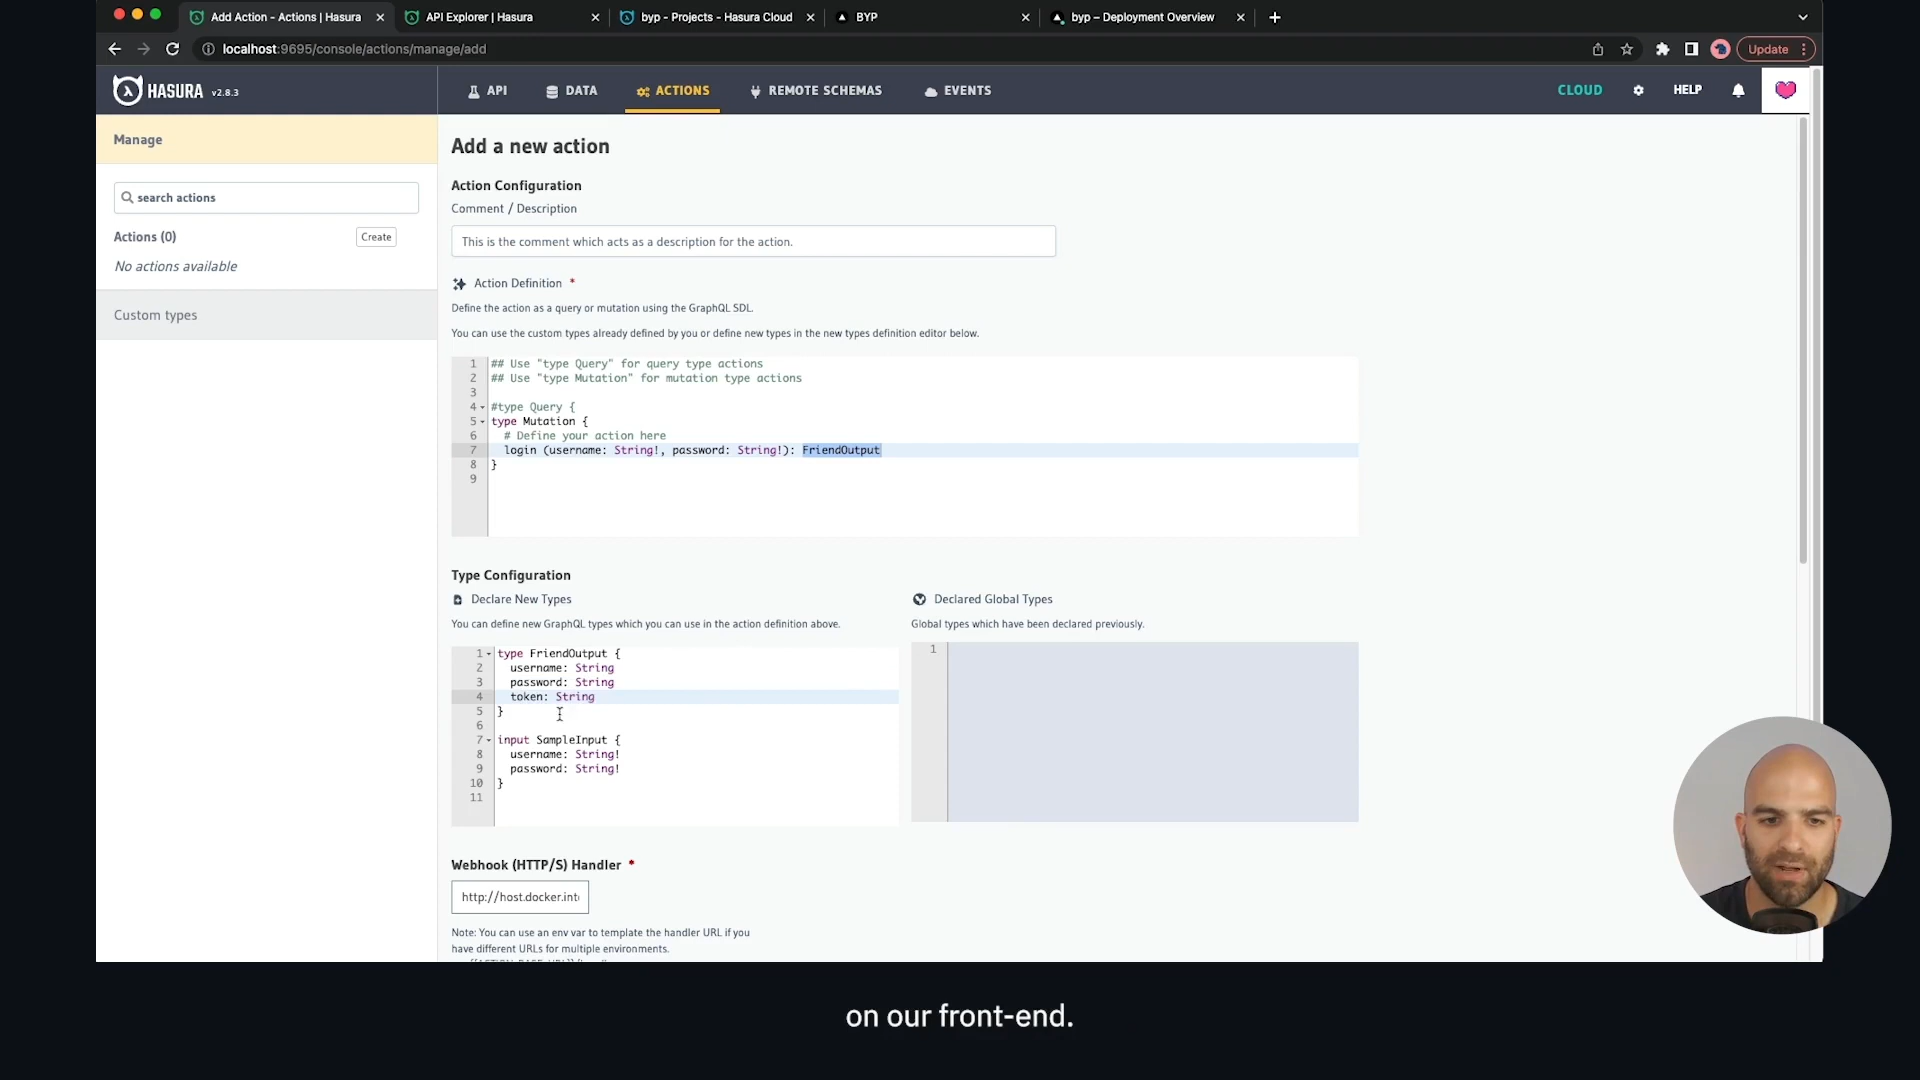 Add Action - Actions | Hasura
API Explorer | Hasura
byp - Projects - Hasura Cloud
BYP
byp – Deployment Overview
localhost:9695/console/actions/manage/add
Update
HASURA v2.8.3
API
DATA
ACTIONS
REMOTE SCHEMAS
EVENTS
CLOUD
HELP
Manage
search actions
Actions (0)
Create
No actions available
Custom types
Add a new action
Action Configuration
Comment / Description
This is the comment which acts as a description for the action.
Action Definition *
Define the action as a query or mutation using the GraphQL SDL.
You can use the custom types already defined by you or define new types in the new types definition editor below.
1 ## Use "type Query" for query type actions
2 ## Use "type Mutation" for mutation type actions
3
4 #type Query {
5 type Mutation {
6 # Define your action here
7 login (username: String!, password: String!): FriendOutput
8 }
9
Type Configuration
Declare New Types
You can define new GraphQL types which you can use in the action definition above.
1 type FriendOutput {
2 username: String
3 password: String
4 token: String
5 }
6
7 input SampleInput {
8 username: String!
9 password: String!
10 }
11
Declared Global Types
Global types which have been declared previously.
1
Webhook (HTTP/S) Handler *
http://host.docker.int
Note: You can use an env var to template the handler URL if you
have different URLs for multiple environments.
on our front-end.